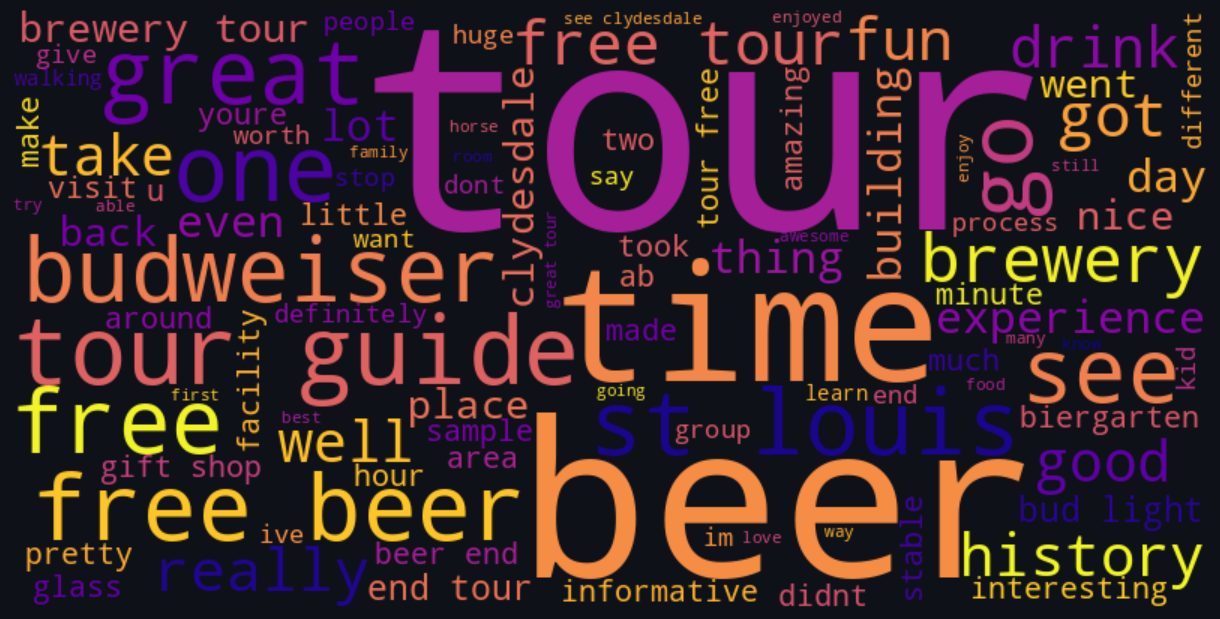 brewery tour
people
huge
see clydesdale
free tour
enjoyed
fun
drink
different
give
great
tour
went
walking
youre
lot
clydesdale
two
tour free
amazing
building
go
got
make
take
worth
horse
family
one
room
say
enjoy
still
day
visit
u
stop
dont
try
able
little
back
even
want
great tour
took
ab
thing
awesome
process
nice
budweiser
time
brewery
minute
around
definitely
made
experience
tour guide
facility
many
know
much
see
kid
free
first
going
learn
end
food
place
best
well
sample
area
st louis
group
biergarten
gift shop
hour
good
free beer
beer
bud light
ive
im
love
way
stable
history
pretty
really
beer end
glass
end tour
informative
didnt
interesting